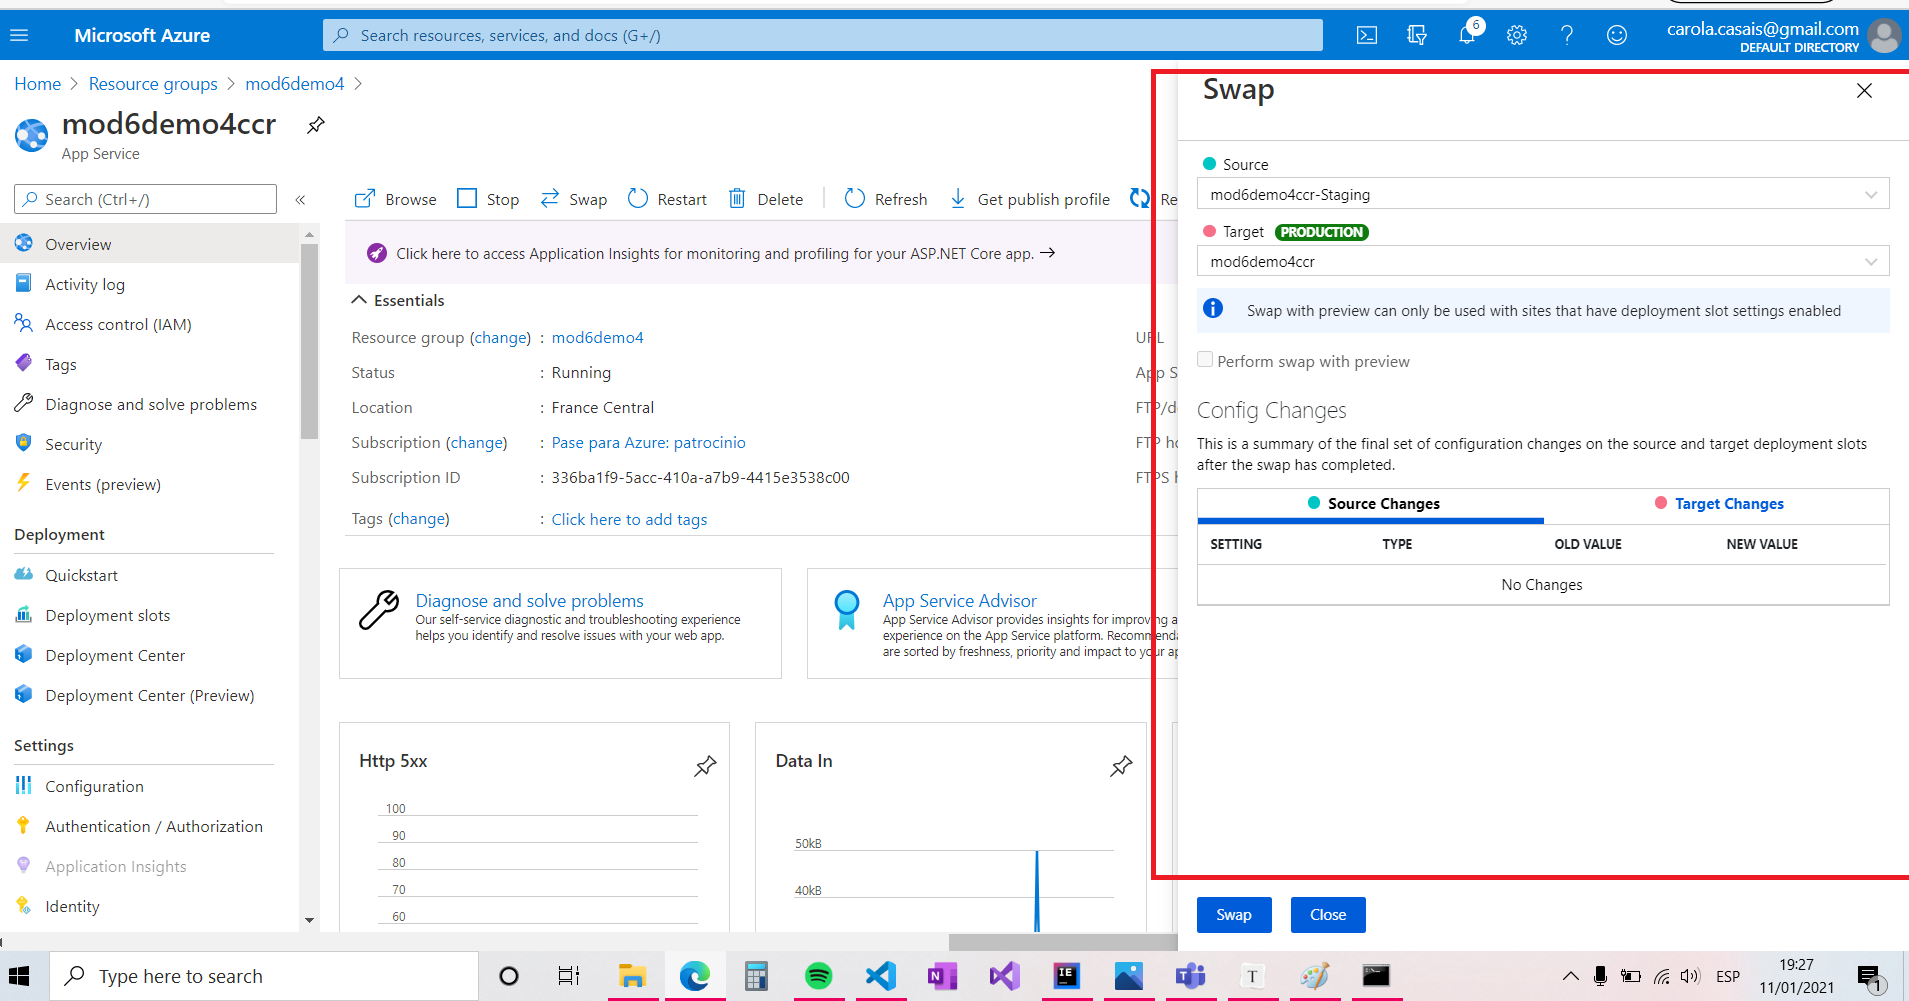 Microsoft Azure
Search resources, services, and docs (G+/)
6
carola.casais@gmail.com
DEFAULT DIRECTORY
Home > Resource groups > mod6demo4 >
mod6demo4ccr
App Service
Search (Ctrl+/)
«
Overview
Activity log
Access control (IAM)
Tags
Diagnose and solve problems
Security
Events (preview)
Deployment
Quickstart
Deployment slots
Deployment Center
Deployment Center (Preview)
Settings
Configuration
Authentication / Authorization
Application Insights
Identity
Browse Stop Swap Restart Delete Refresh Get publish profile Re
Click here to access Application Insights for monitoring and profiling for your ASP.NET Core app. →
Essentials
Resource group (change) : mod6demo4
Status : Running
Location : France Central
Subscription (change) : Pase para Azure: patrocinio
Subscription ID : 336ba1f9-5acc-410a-a7b9-4415e3538c00
Tags (change) : Click here to add tags
URL
App S
FTP/de
FTP ho
FTPS h
Diagnose and solve problems
Our self-service diagnostic and troubleshooting experience
helps you identify and resolve issues with your web app.
App Service Advisor
App Service Advisor provides insights for improving a
experience on the App Service platform. Recommenda
are sorted by freshness, priority and impact to your ap
Http 5xx
100
90
80
70
60
Data In
50kB
40kB
Swap
Source
mod6demo4ccr-Staging
Target PRODUCTION
mod6demo4ccr
Swap with preview can only be used with sites that have deployment slot settings enabled
Perform swap with preview
Config Changes
This is a summary of the final set of configuration changes on the source and target deployment slots
after the swap has completed.
Source Changes Target Changes
SETTING TYPE OLD VALUE NEW VALUE
No Changes
Swap Close
Type here to search
ESP
19:27
11/01/2021
1